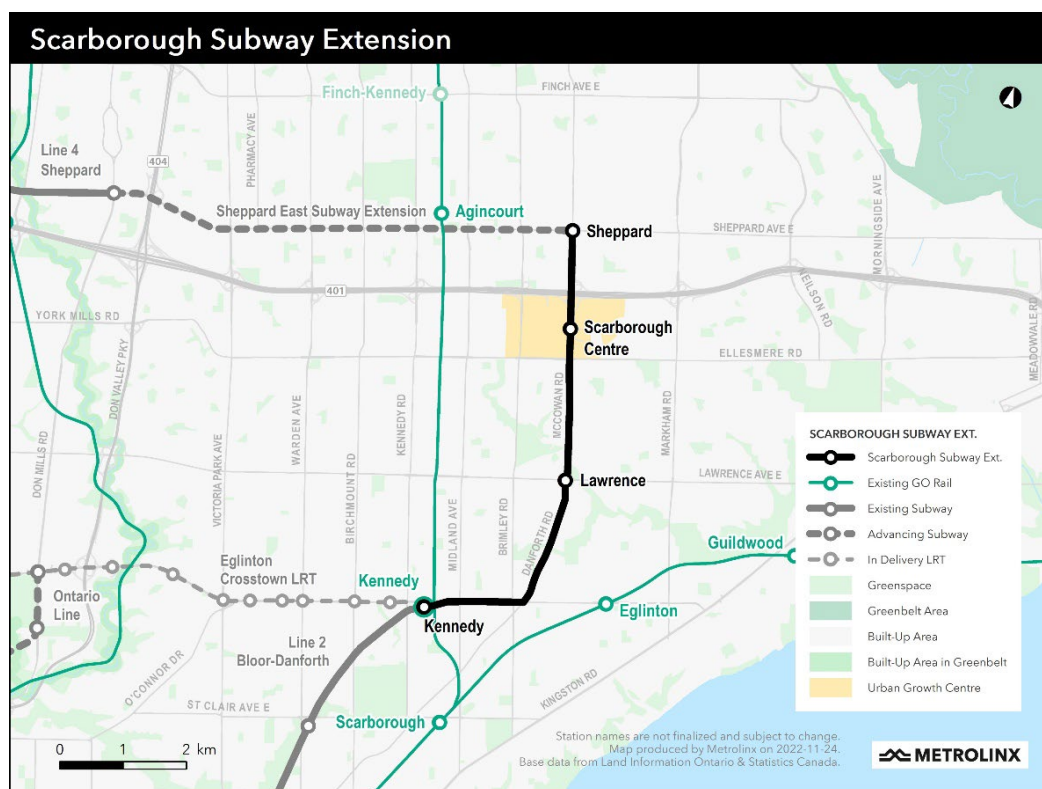 Scarborough Subway Extension
Finch-Kennedy
FINCH AVE E
Line 4
Sheppard
404
PHARMACY AVE
Sheppard East Subway Extension
Agincourt
Sheppard
SHEPPARD AVE E
MORNINGSIDE AVE
NEILSON RD
401
YORK MILLS RD
DON VALLEY PKY
Scarborough
Centre
ELLESMERE RD
MEADOWVALE RD
DON MILLS RD
VICTORIA PARK AVE
WARDEN AVE
BIRCHMOUNT RD
KENNEDY RD
MIDLAND AVE
BRIMLEY RD
MCCOWAN RD
DANFORTH RD
MARKHAM RD
Lawrence
LAWRENCE AVE E
Guildwood
Eglinton
Crosstown LRT
Kennedy
Kennedy
Eglinton
Ontario
Line
Line 2
Bloor-Danforth
O'CONNOR DR
ST CLAIR AVE E
Scarborough
KINGSTON RD
SCARBOROUGH SUBWAY EXT.
Scarborough Subway Ext.
Existing GO Rail
Existing Subway
Advancing Subway
In Delivery LRT
Greenspace
Greenbelt Area
Built-Up Area
Built-Up Area in Greenbelt
Urban Growth Centre
0 1 2 km
Station names are not finalized and subject to change.
Map produced by Metrolinx on 2022-11-24.
Base data from Land Information Ontario & Statistics Canada.
METROLINX